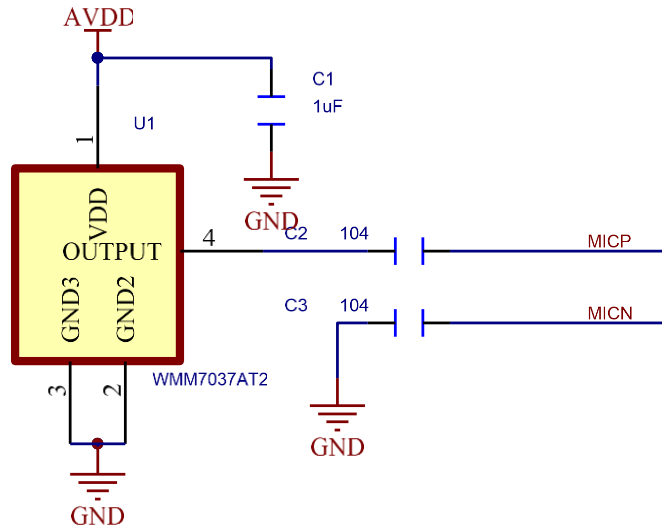 AVDD
C1
1uF
U1
1
VDD
GND
OUTPUT
4
C2
104
MICP
GND3
GND2
C3
104
MICN
3
2
WMM7037AT2
GND
GND